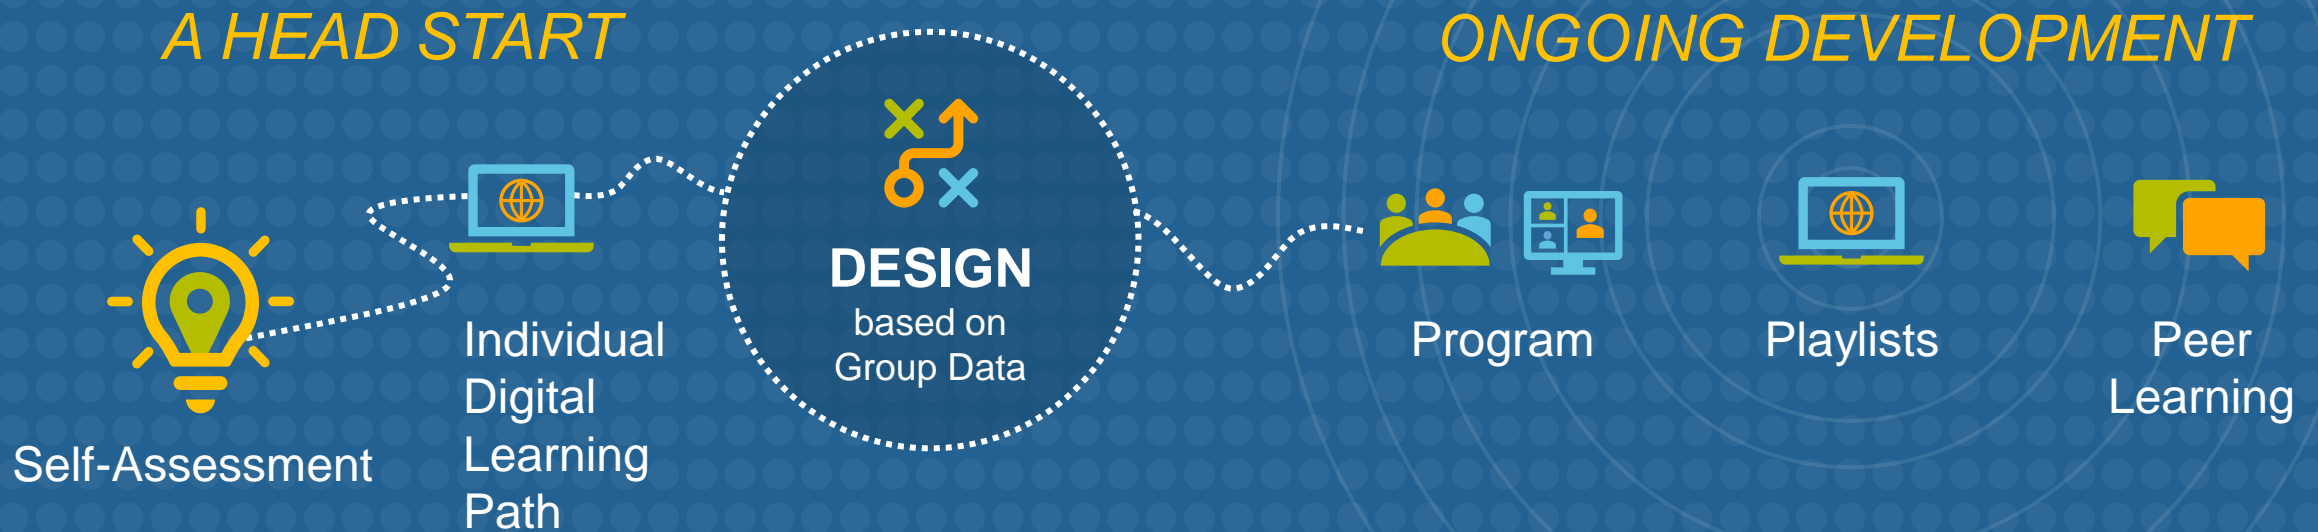 A HEAD START
ONGOING DEVELOPMENT
Self-Assessment
Individual
Digital
Learning
Path
DESIGN
based on
Group Data
Program
Playlists
Peer
Learning